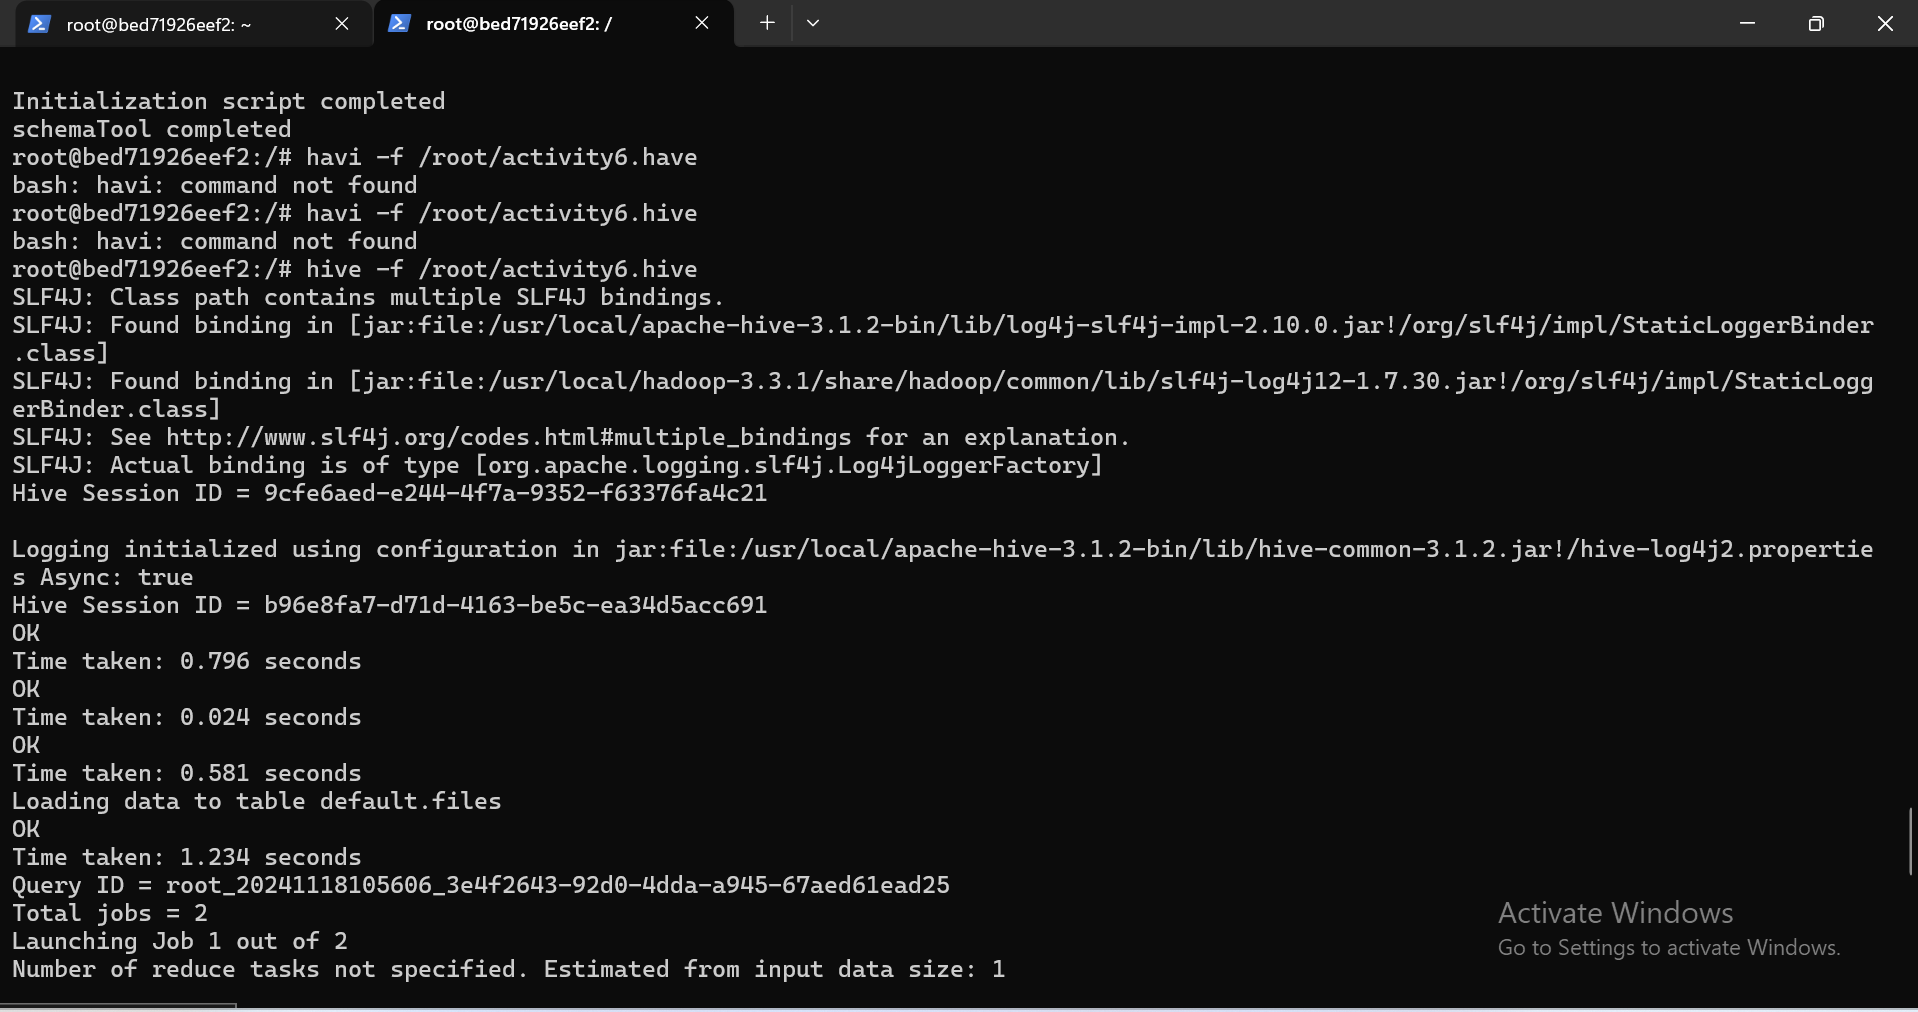 root@bed71926eef2: ~
root@bed71926eef2: /
Initialization script completed
schemaTool completed
root@bed71926eef2:/# havi -f /root/activity6.have
bash: havi: command not found
root@bed71926eef2:/# havi -f /root/activity6.hive
bash: havi: command not found
root@bed71926eef2:/# hive -f /root/activity6.hive
SLF4J: Class path contains multiple SLF4J bindings.
SLF4J: Found binding in [jar:file:/usr/local/apache-hive-3.1.2-bin/lib/log4j-slf4j-impl-2.10.0.jar!/org/slf4j/impl/StaticLoggerBinder
.class]
SLF4J: Found binding in [jar:file:/usr/local/hadoop-3.3.1/share/hadoop/common/lib/slf4j-log4j12-1.7.30.jar!/org/slf4j/impl/StaticLogg
erBinder.class]
SLF4J: See http://www.slf4j.org/codes.html#multiple_bindings for an explanation.
SLF4J: Actual binding is of type [org.apache.logging.slf4j.Log4jLoggerFactory]
Hive Session ID = 9cfe6aed-e244-4f7a-9352-f63376fa4c21
Logging initialized using configuration in jar:file:/usr/local/apache-hive-3.1.2-bin/lib/hive-common-3.1.2.jar!/hive-log4j2.propertie
s Async: true
Hive Session ID = b96e8fa7-d71d-4163-be5c-ea34d5acc691
OK
Time taken: 0.796 seconds
OK
Time taken: 0.024 seconds
OK
Time taken: 0.581 seconds
Loading data to table default.files
OK
Time taken: 1.234 seconds
Query ID = root_20241118105606_3e4f2643-92d0-4dda-a945-67aed61ead25
Total jobs = 2
Launching Job 1 out of 2
Number of reduce tasks not specified. Estimated from input data size: 1
Activate Windows
Go to Settings to activate Windows.